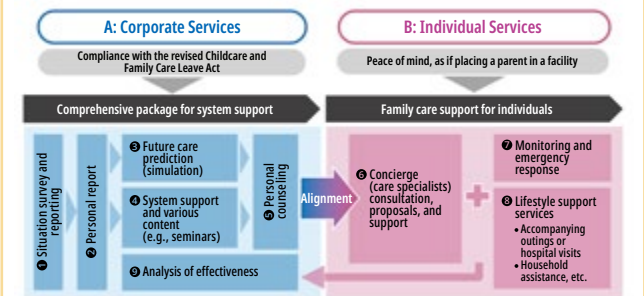 A: Corporate Services
Compliance with the revised Childcare and
Family Care Leave Act
Comprehensive package for system support
❶ Situation survey and
reporting
❷ Personal report
❸ Future care
prediction
(simulation)
❹ System support
and various
content
(e.g., seminars)
❺ Personal
counseling
❾ Analysis of effectiveness
Alignment
B: Individual Services
Peace of mind, as if placing a parent in a facility
Family care support for individuals
❻ Concierge
(care specialists)
consultation,
proposals, and
support
❼ Monitoring and
emergency
response
❽ Lifestyle support
services
• Accompanying
outings or
hospital visits
• Household
assistance, etc.